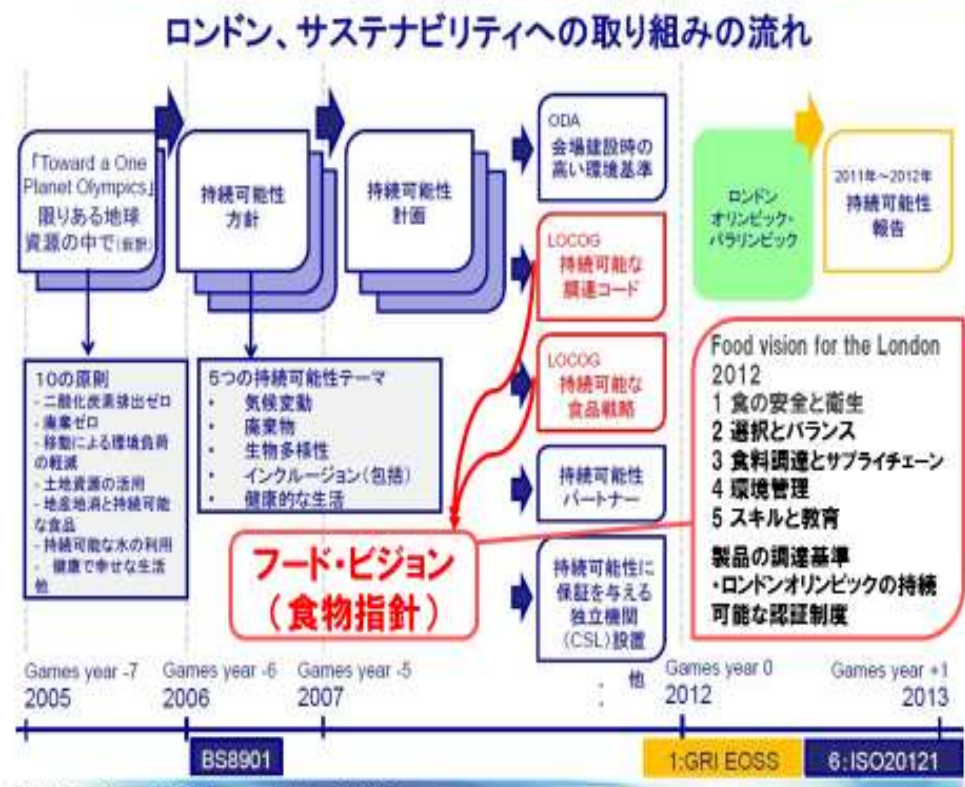 ロンドン、サステナビリティへの取り組みの流れ
「Toward a One
Planet Olympics」
限りある地球
資源の中で(仮訳)
持続可能性
方針
持続可能性
計画
ODA
会場建設時の
高い環境基準
LOCOG
持続可能な
調達コード
LOCOG
持続可能な
食品戦略
持続可能性
パートナー
持続可能性に
保証を与える
独立機関
(CSL)設置
他
ロンドン
オリンピック・
パラリンピック
2011年~2012年
持続可能性
報告
10の原則
- 二酸化炭素排出ゼロ
- 廃棄ゼロ
- 移動による環境負荷
の軽減
- 土地資源の活用
- 地産地消と持続可能
な食品
- 持続可能な水の利用
- 健康で幸せな生活
他
5つの持続可能性テーマ
• 気候変動
• 廃棄物
• 生物多様性
• インクルージョン(包括)
• 健康的な生活
フード・ビジョン
(食物指針)
Food vision for the London
2012
1 食の安全と衛生
2 選択とバランス
3 食料調達とサプライチェーン
4 環境管理
5 スキルと教育
製品の調達基準
・ロンドンオリンピックの持続
可能な認証制度
Games year -7
2005
Games year -6
2006
Games year -5
2007
Games year 0
2012
Games year +1
2013
BS8901
1:GRI EOSS
6:ISO20121